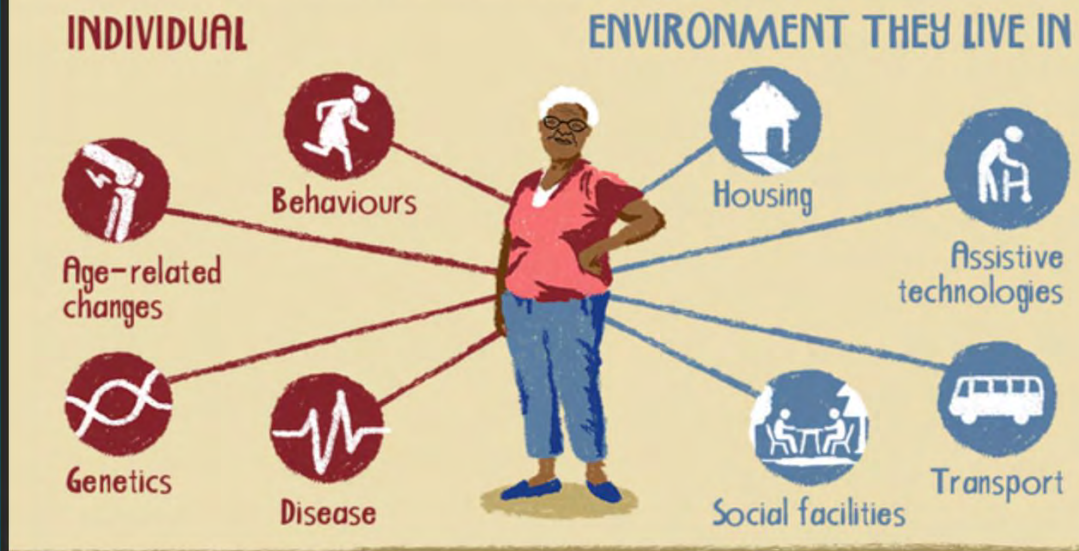 INDIVIDUAL
ENVIRONMENT THEY LIVE IN
Behaviours
Housing
Age-related
changes
Assistive
technologies
Genetics
Disease
Social facilities
Transport